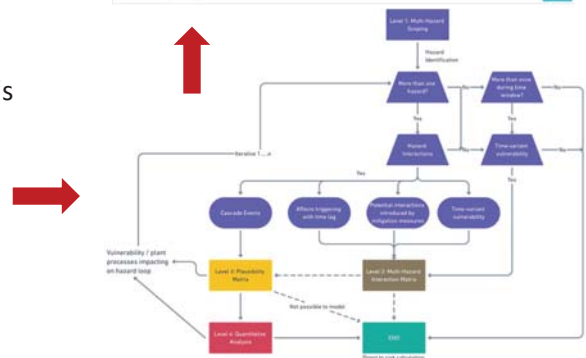 Level 1: Multi-Hazard
Scoping
Hazard
Identification
More than one
hazard?
No
More than once
during time
window?
Yes
Yes
Hazard
Interactions
No
Time-variant
vulnerability
No
Iterative 1....n
Yes
Yes
Cascade Events
Affects triggering
with time lag
Potential interactions
introduced by
mitigation measures
Time-variant
vulnerability
Vulnerability / plant
processes impacting
on hazard loop
Matrix
Level 2: Multi-Hazard
Interaction Matrix
Not possible to model
Level 4: Quantitative
Analysis
END
s